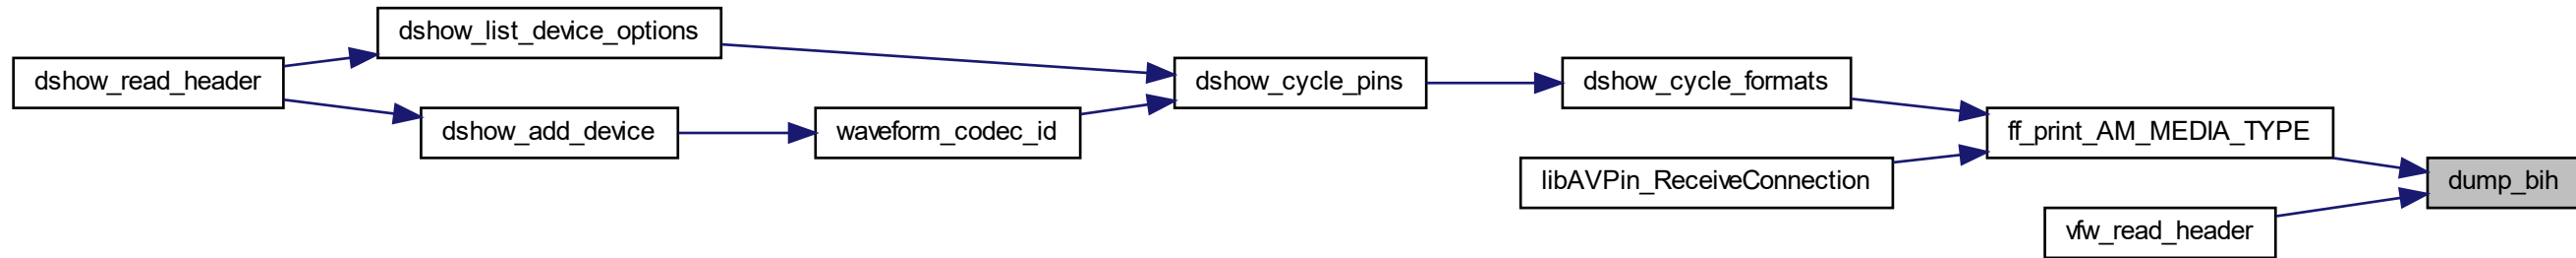 dshow_list_device_options
dshow_read_header
dshow_cycle_pins
dshow_cycle_formats
dshow_add_device
waveform_codec_id
ff_print_AM_MEDIA_TYPE
libAVPin_ReceiveConnection
dump_bih
vfw_read_header